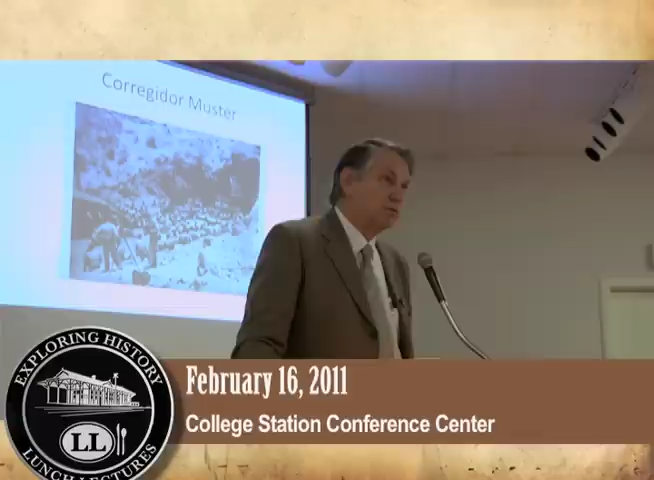 Corregidor Muster
EXPLORING HISTORY
LL
LUNCH LECTURES
February 16, 2011
College Station Conference Center